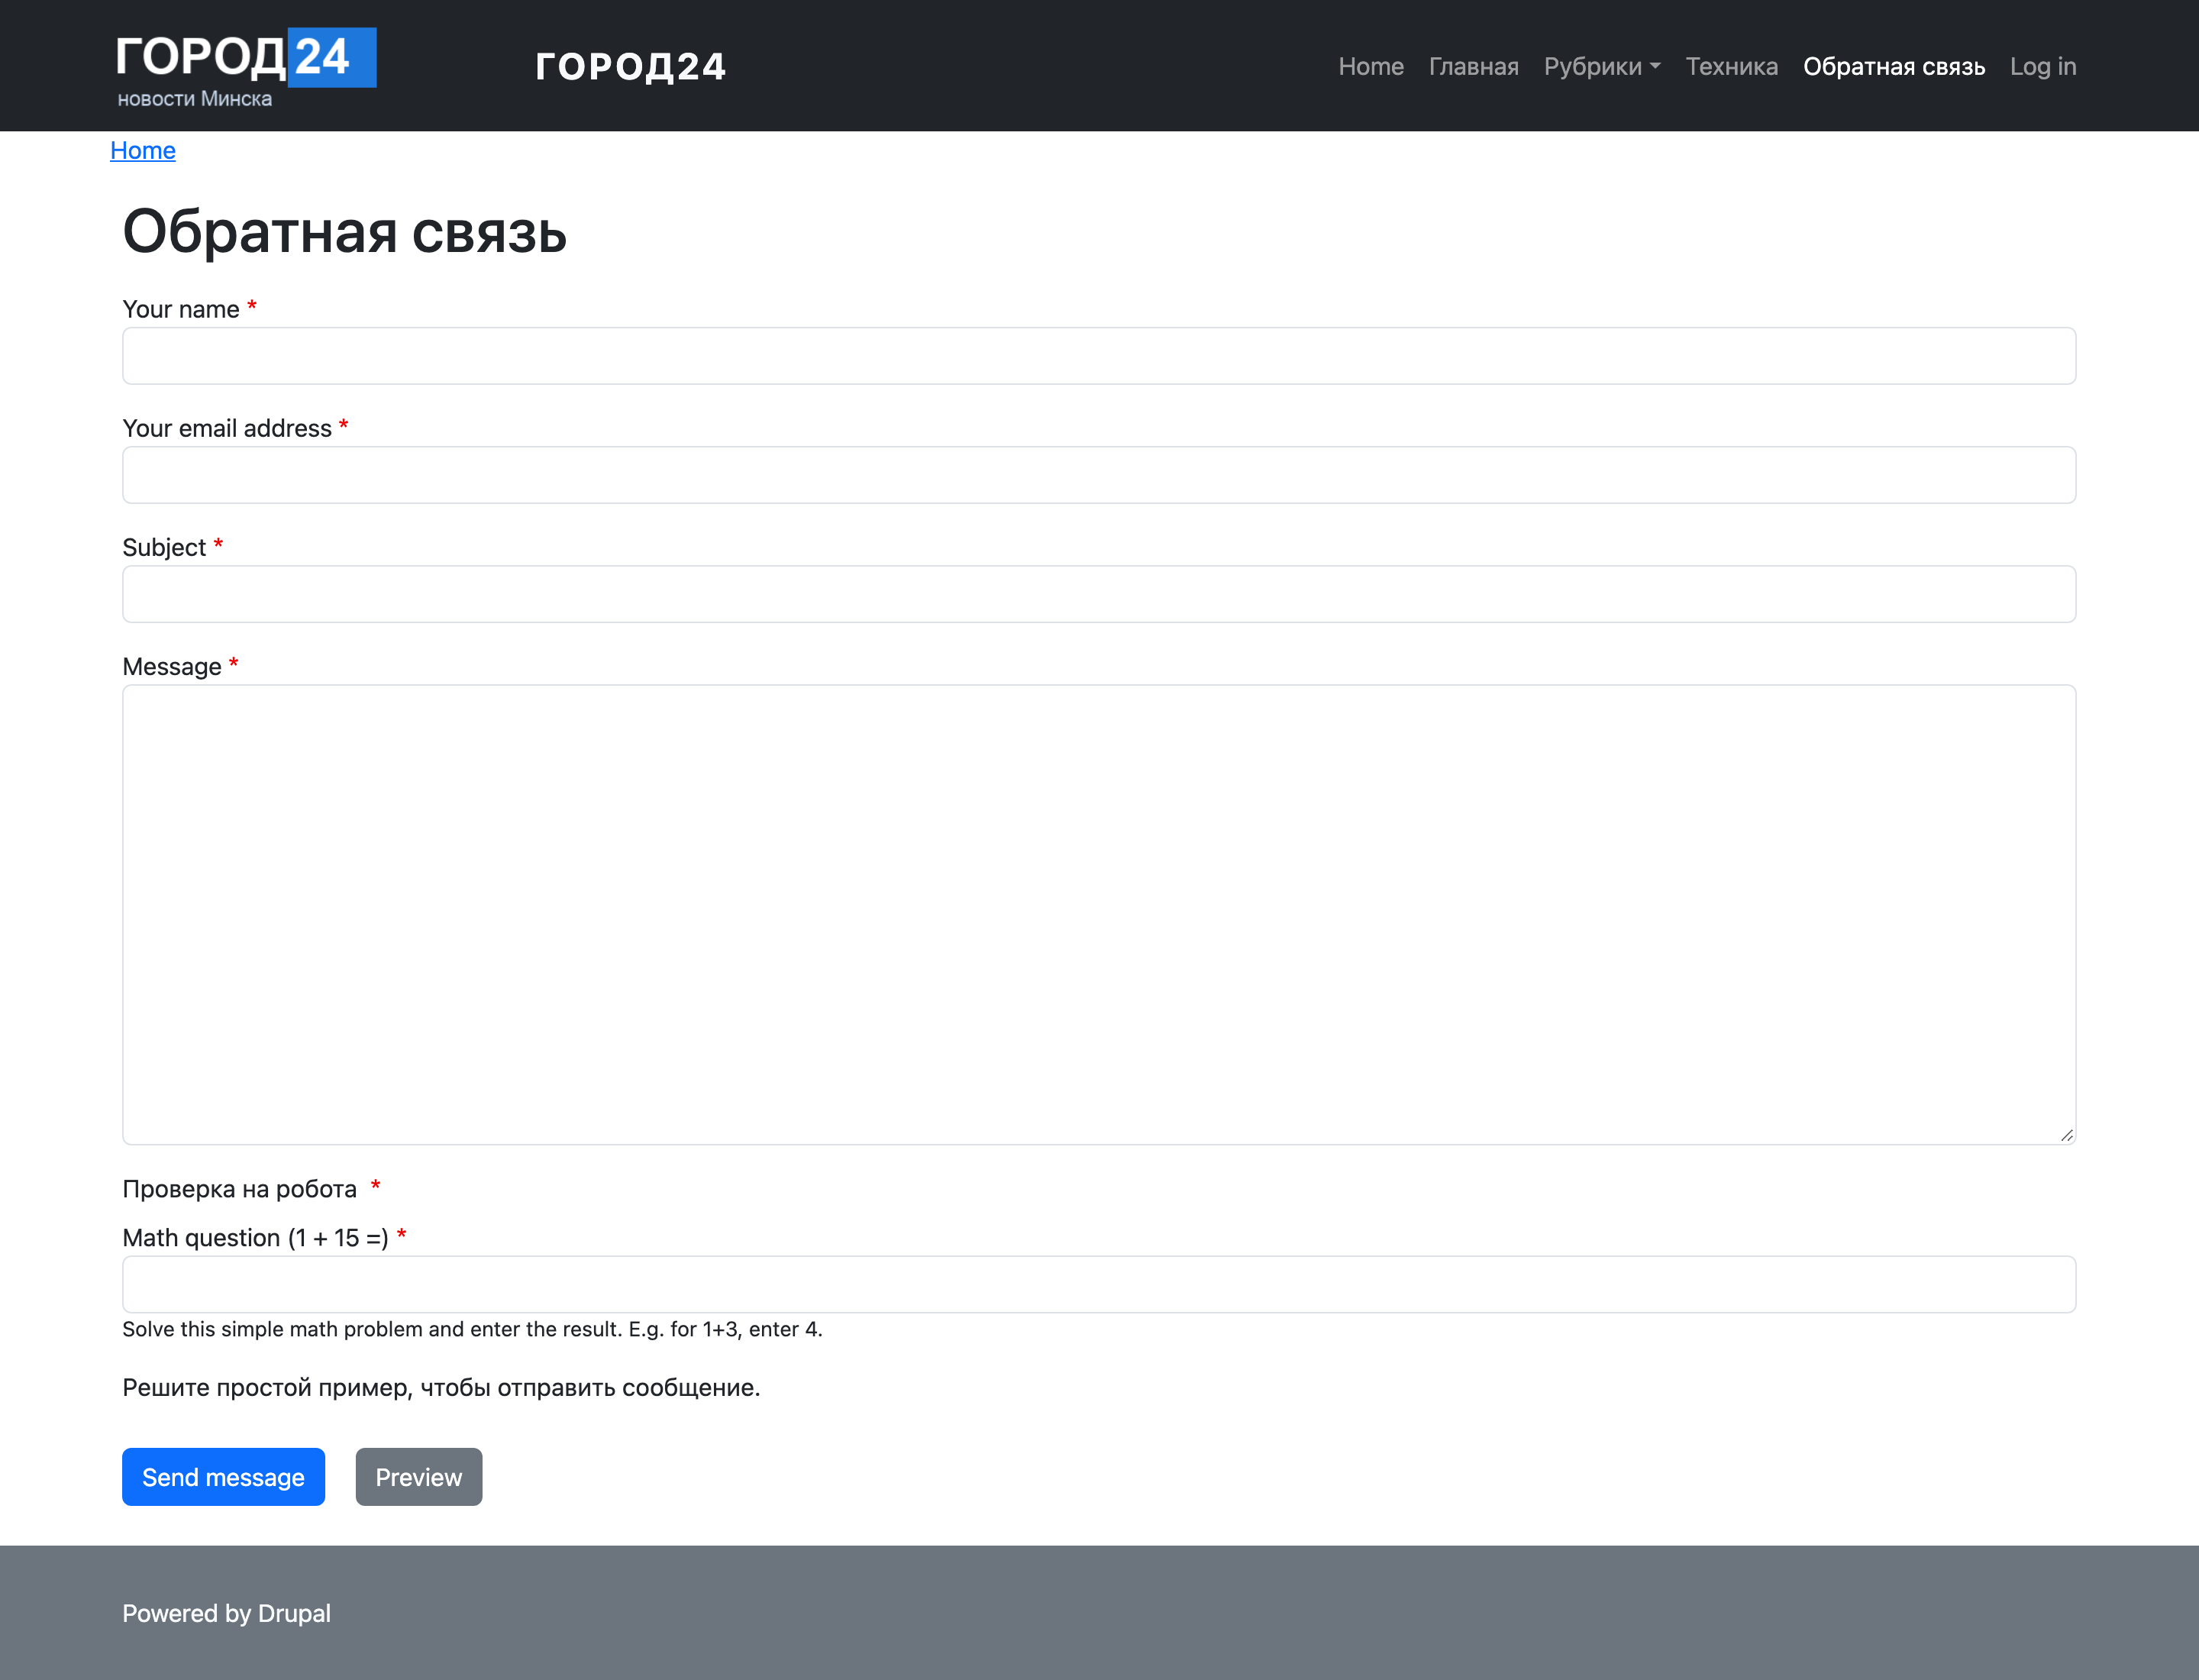 ГОРОД24
новости Минска
ГОРОД24
Home Главная Рубрики Техника Обратная связь Log in
Home
Обратная связь
Your name *
Your email address *
Subject *
Message *
Проверка на робота *
Math question (1 + 15 =) *
Solve this simple math problem and enter the result. E.g. for 1+3, enter 4.
Решите простой пример, чтобы отправить сообщение.
Send message Preview
Powered by Drupal